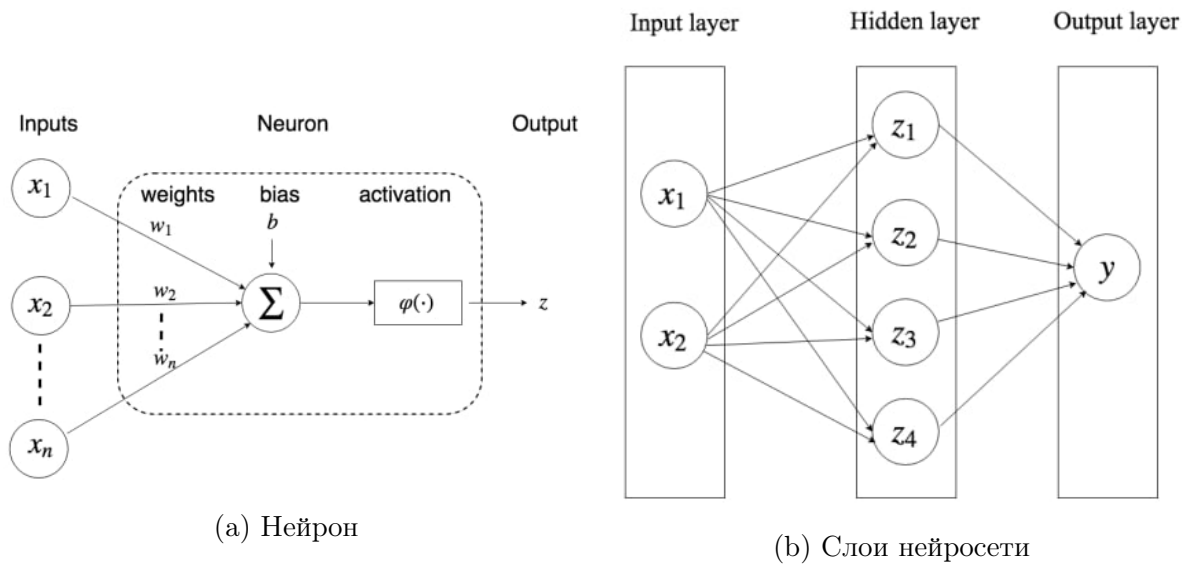 Inputs
Neuron
Output
weights
bias
activation
x₁
w₁
b
x₂
w₂
Σ
φ(·)
z
wₙ
xₙ
(a) Нейрон
Input layer
Hidden layer
Output layer
z₁
x₁
z₂
y
x₂
z₃
z₄
(b) Слои нейросети